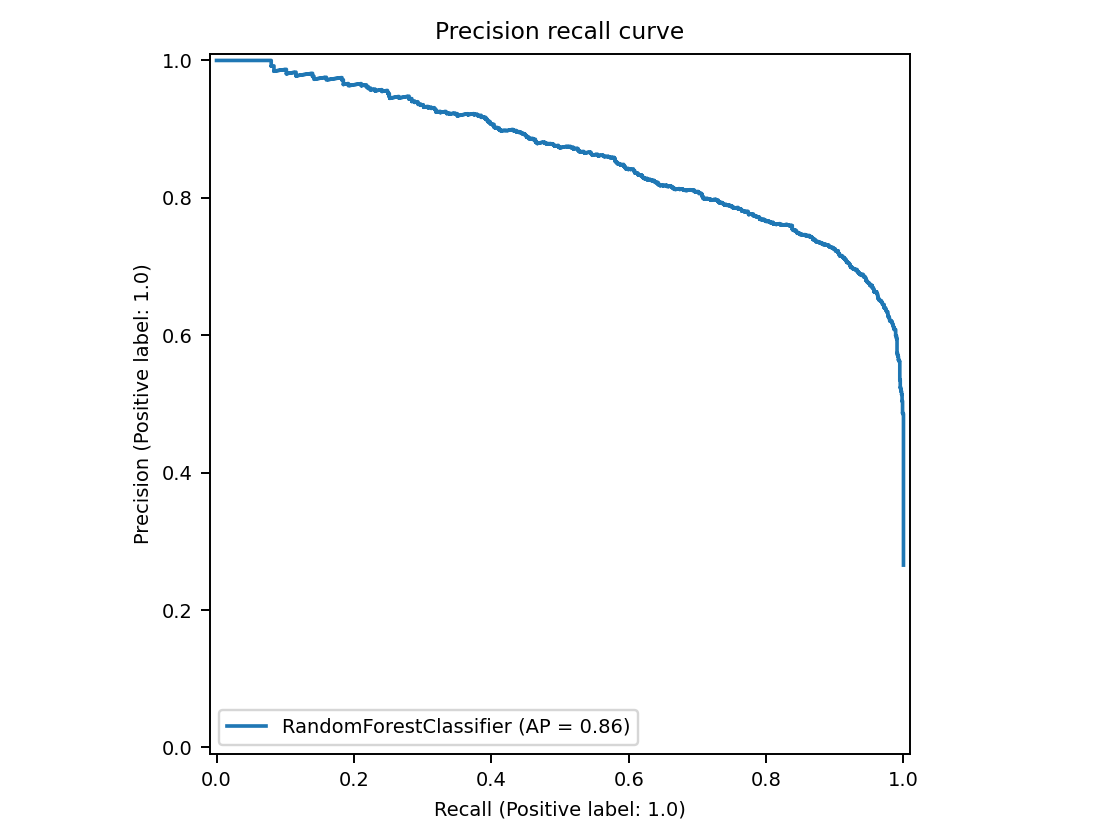 Precision recall curve
1.0
0.8
0.6
0.4
0.2
0.0
Precision (Positive label: 1.0)
RandomForestClassifier (AP = 0.86)
0.0 0.2 0.4 0.6 0.8 1.0
Recall (Positive label: 1.0)